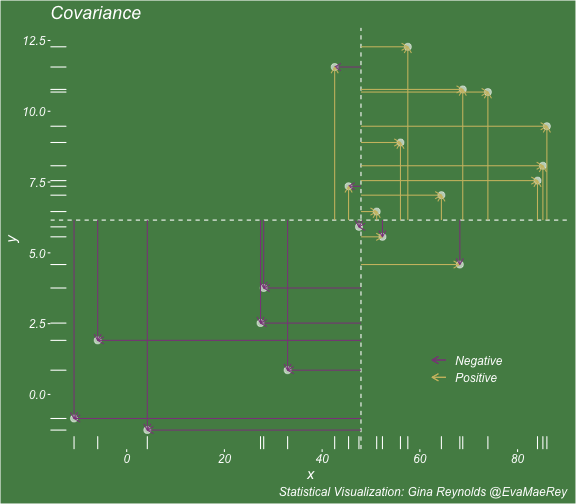 Covariance
12.5
10.0
7.5
5.0
2.5
0.0
y
Negative
Positive
0 20 40 60 80
x
Statistical Visualization: Gina Reynolds @EvaMaeRey